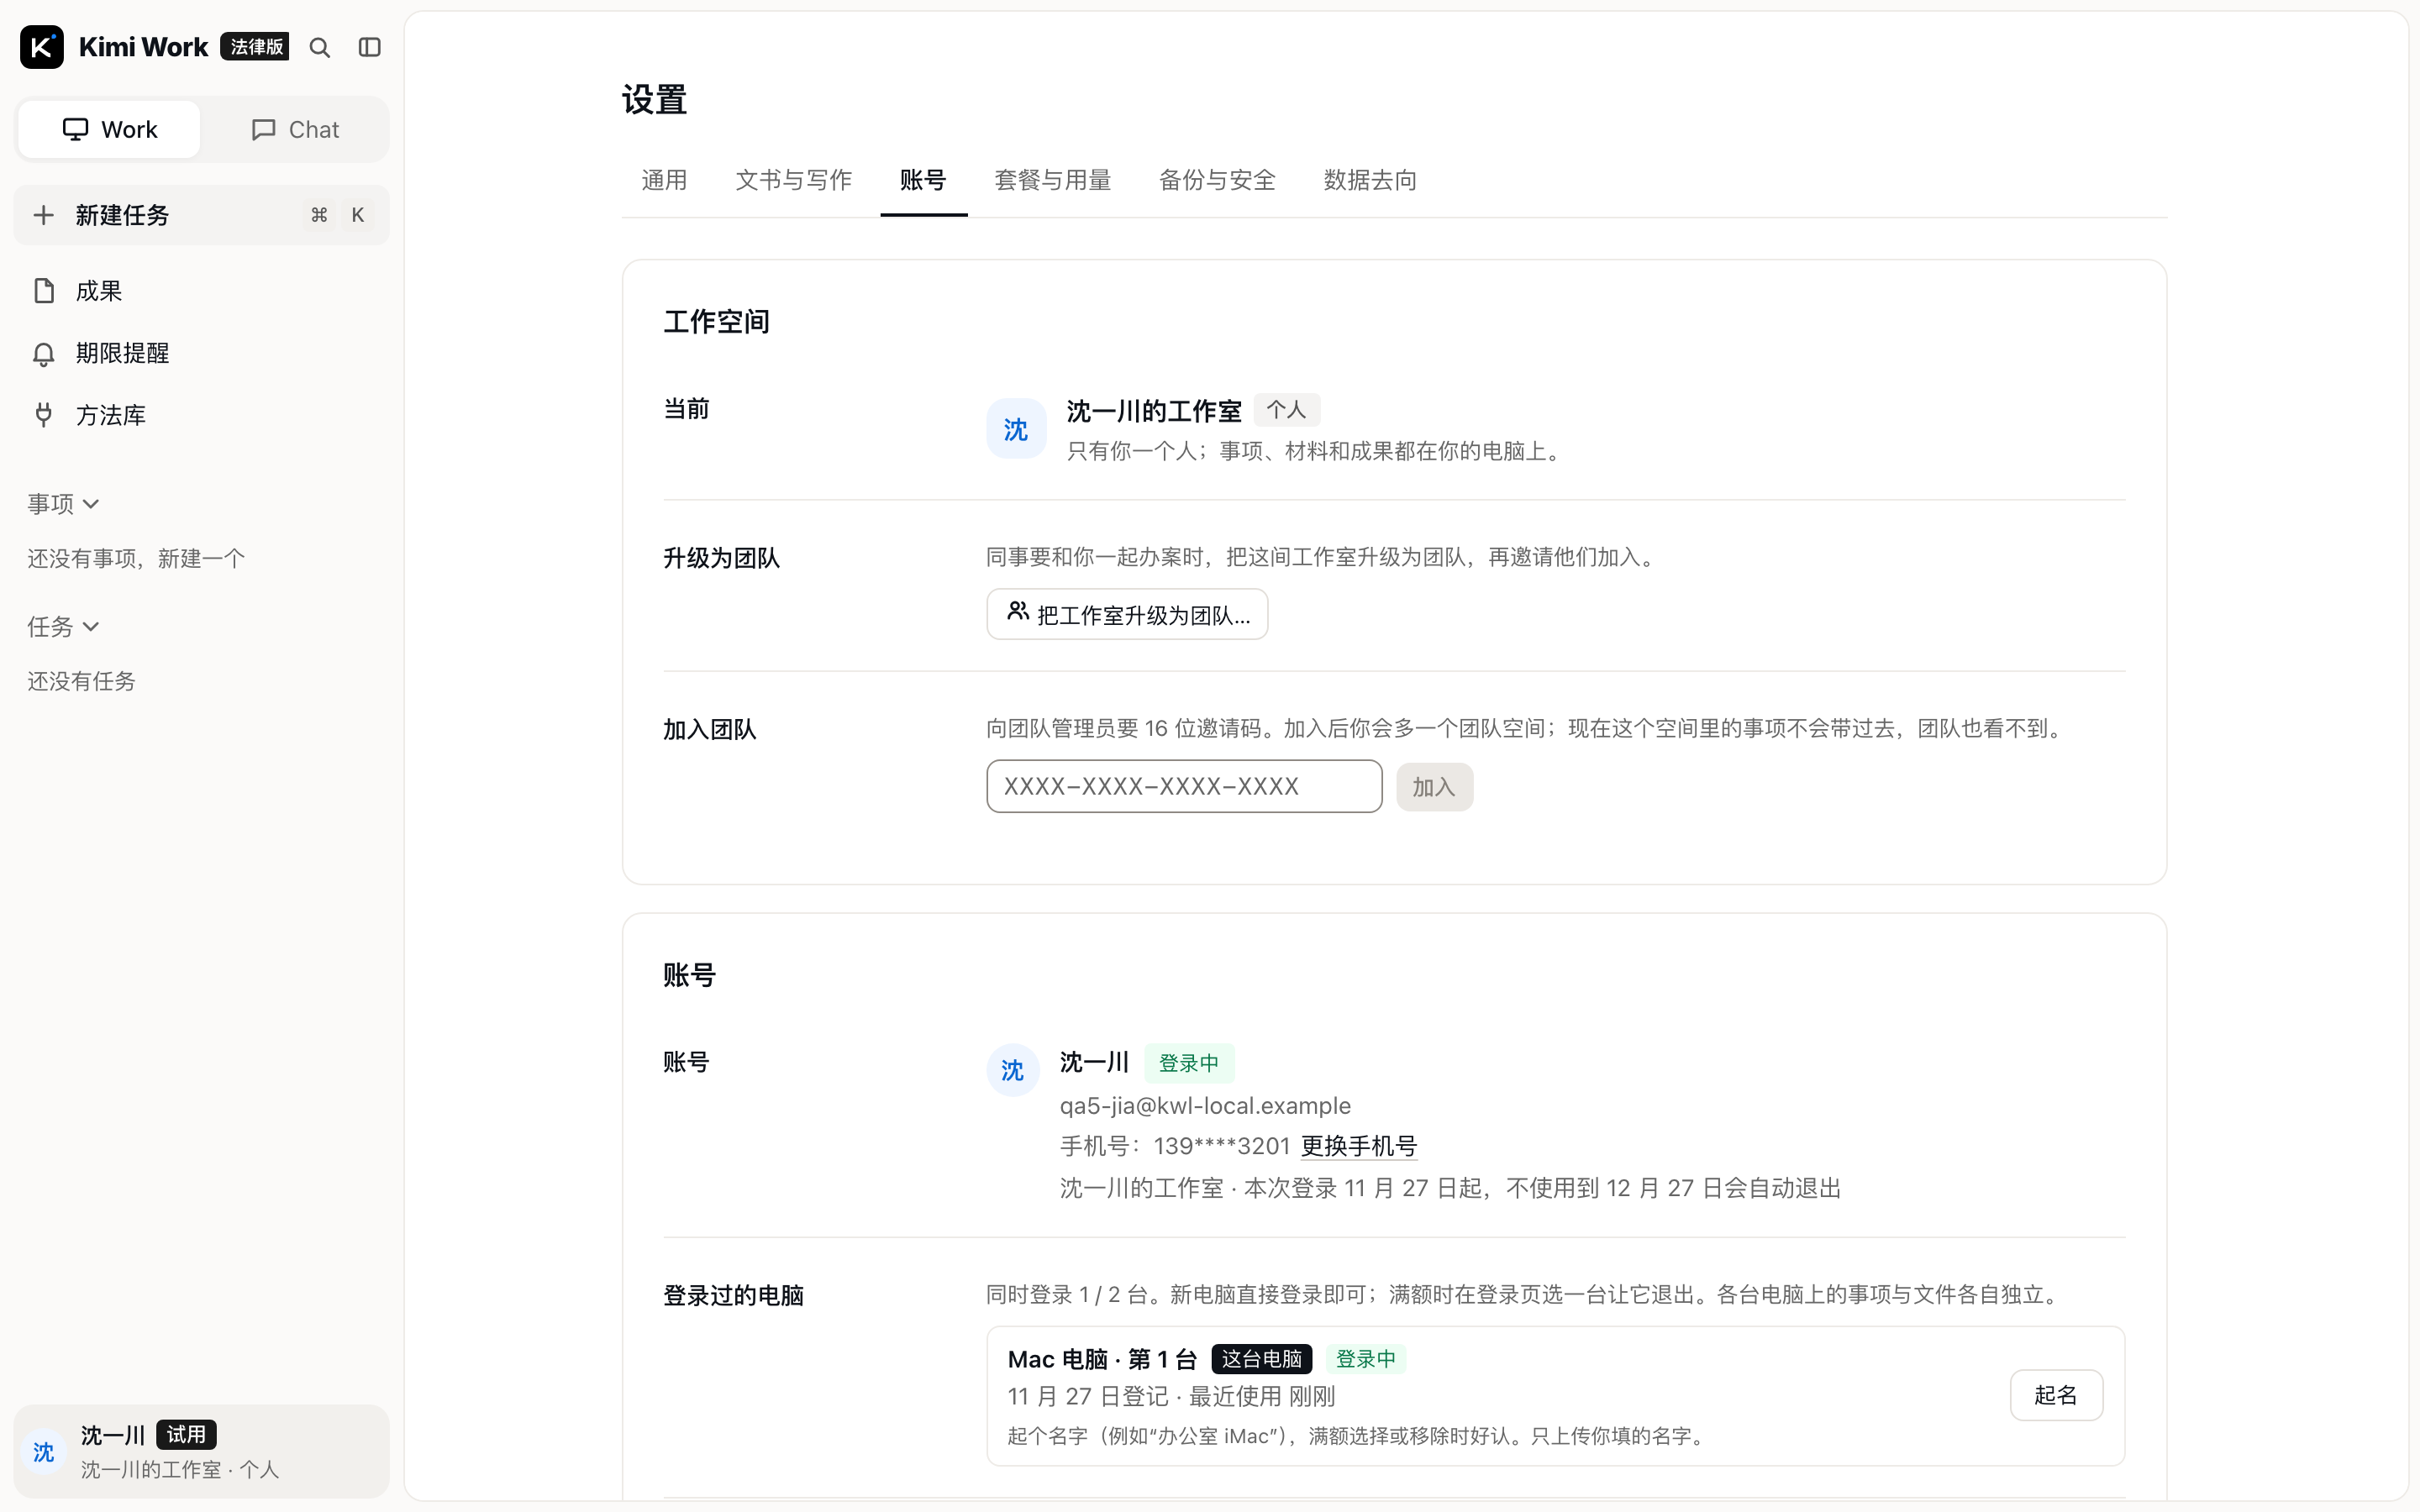 Kimi Work 法律版
Work
Chat
新建任务 ⌘ K
成果
期限提醒
方法库
事项
还没有事项，新建一个
任务
还没有任务
沈
沈一川 试用
沈一川的工作室 · 个人
设置
通用 文书与写作 账号 套餐与用量 备份与安全 数据去向
工作空间
当前
沈
沈一川的工作室 个人
只有你一个人；事项、材料和成果都在你的电脑上。
升级为团队
同事要和你一起办案时，把这间工作室升级为团队，再邀请他们加入。
把工作室升级为团队...
加入团队
向团队管理员要 16 位邀请码。加入后你会多一个团队空间；现在这个空间里的事项不会带过去，团队也看不到。
XXXX-XXXX-XXXX-XXXX 加入
账号
账号
沈
沈一川 登录中
qa5-jia@kwl-local.example
手机号：139****3201 更换手机号
沈一川的工作室 · 本次登录 11 月 27 日起，不使用到 12 月 27 日会自动退出
登录过的电脑
同时登录 1 / 2 台。新电脑直接登录即可；满额时在登录页选一台让它退出。各台电脑上的事项与文件各自独立。
Mac 电脑 · 第 1 台 这台电脑 登录中
11 月 27 日登记 · 最近使用 刚刚
起个名字（例如“办公室 iMac”），满额选择或移除时好认。只上传你填的名字。
起名